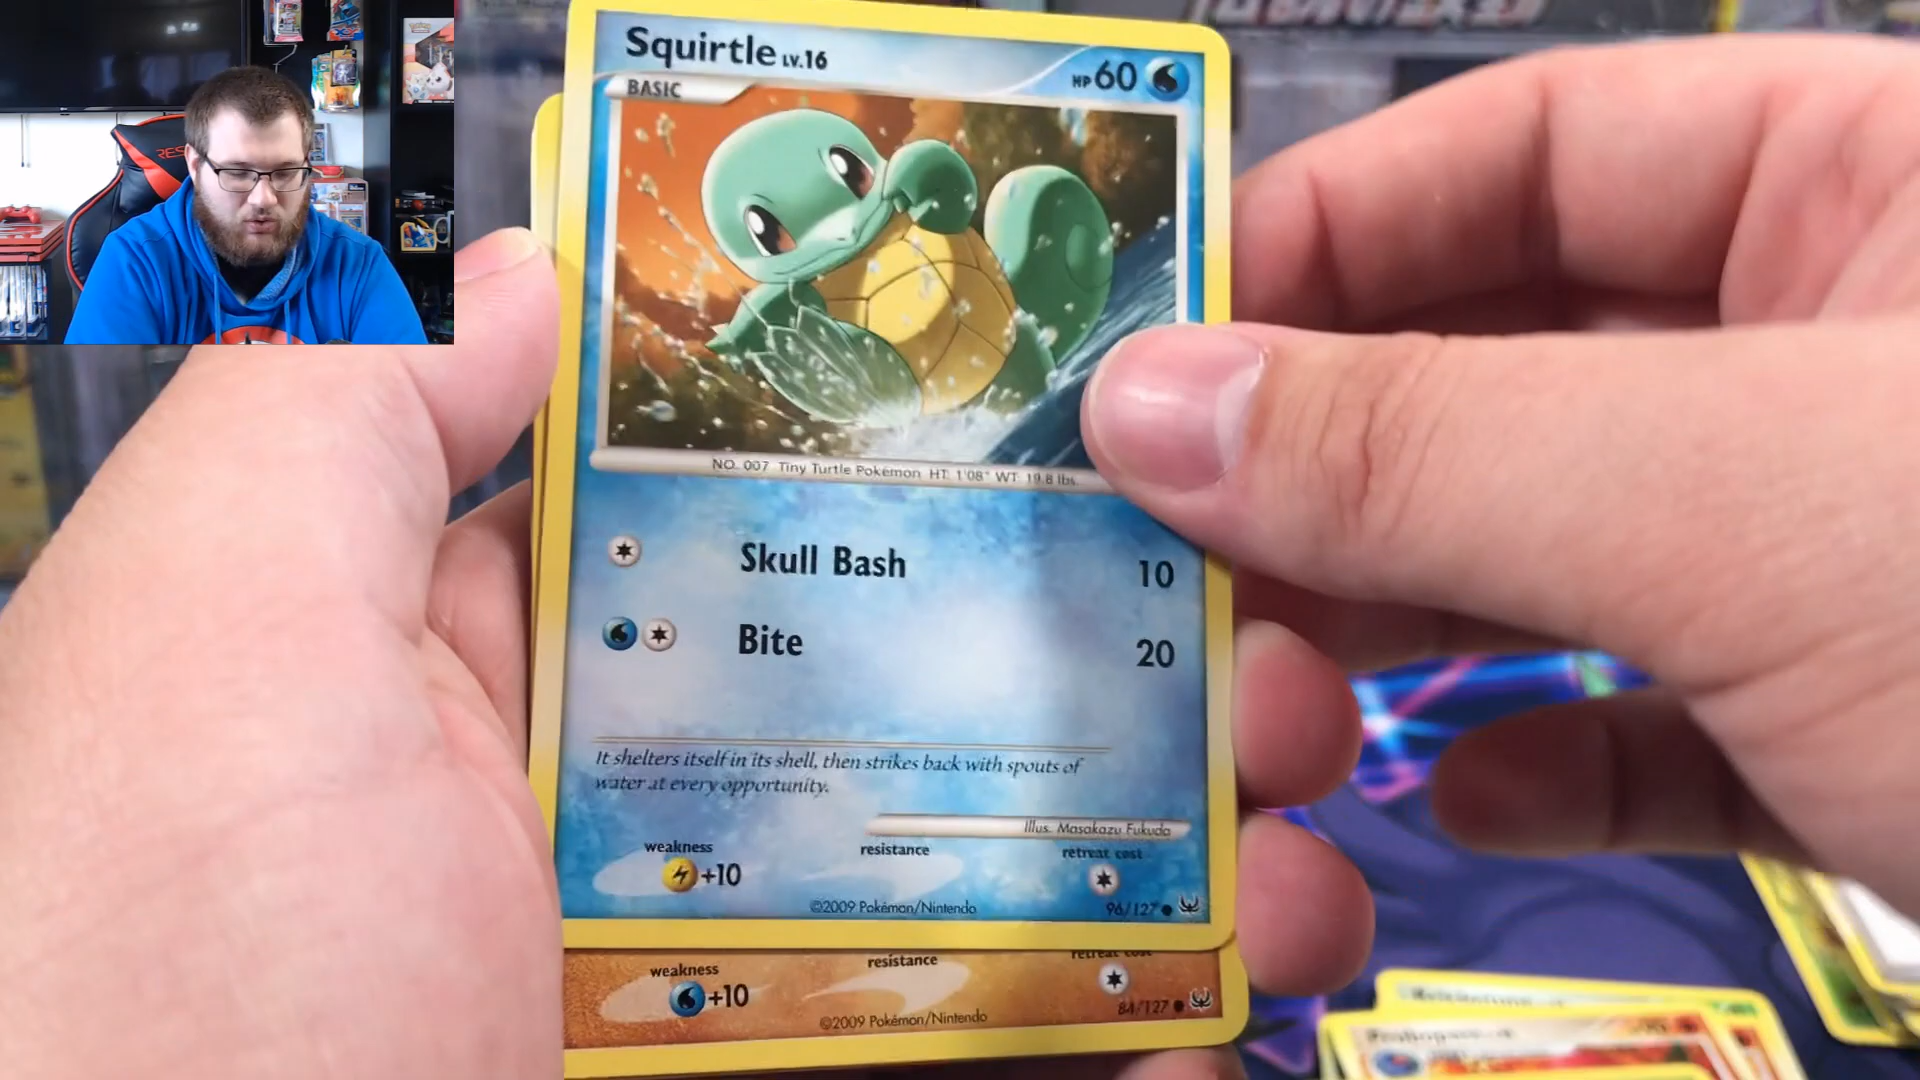 Squirtle LV.16
HP 60
BASIC
NO. 007 Tiny Turtle Pokémon HT: 1'08" WT: 19.8 lbs.
Skull Bash 10
Bite 20
It shelters itself in its shell, then strikes back with spouts of
water at every opportunity.
Illus. Masakazu Fukuda
weakness resistance retreat cost
+10
©2009 Pokémon/Nintendo 96/127
weakness resistance retreat cost
+10
©2009 Pokémon/Nintendo 84/127